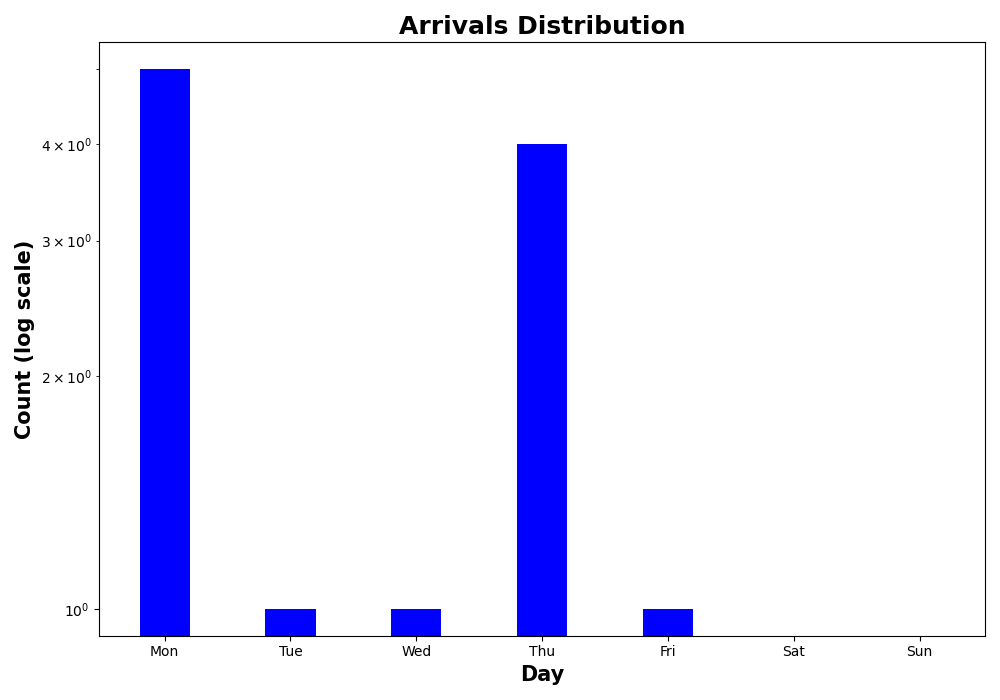 Arrivals Distribution
Count (log scale)
4 × 10⁰
3 × 10⁰
2 × 10⁰
10⁰
Mon Tue Wed Thu Fri Sat Sun
Day